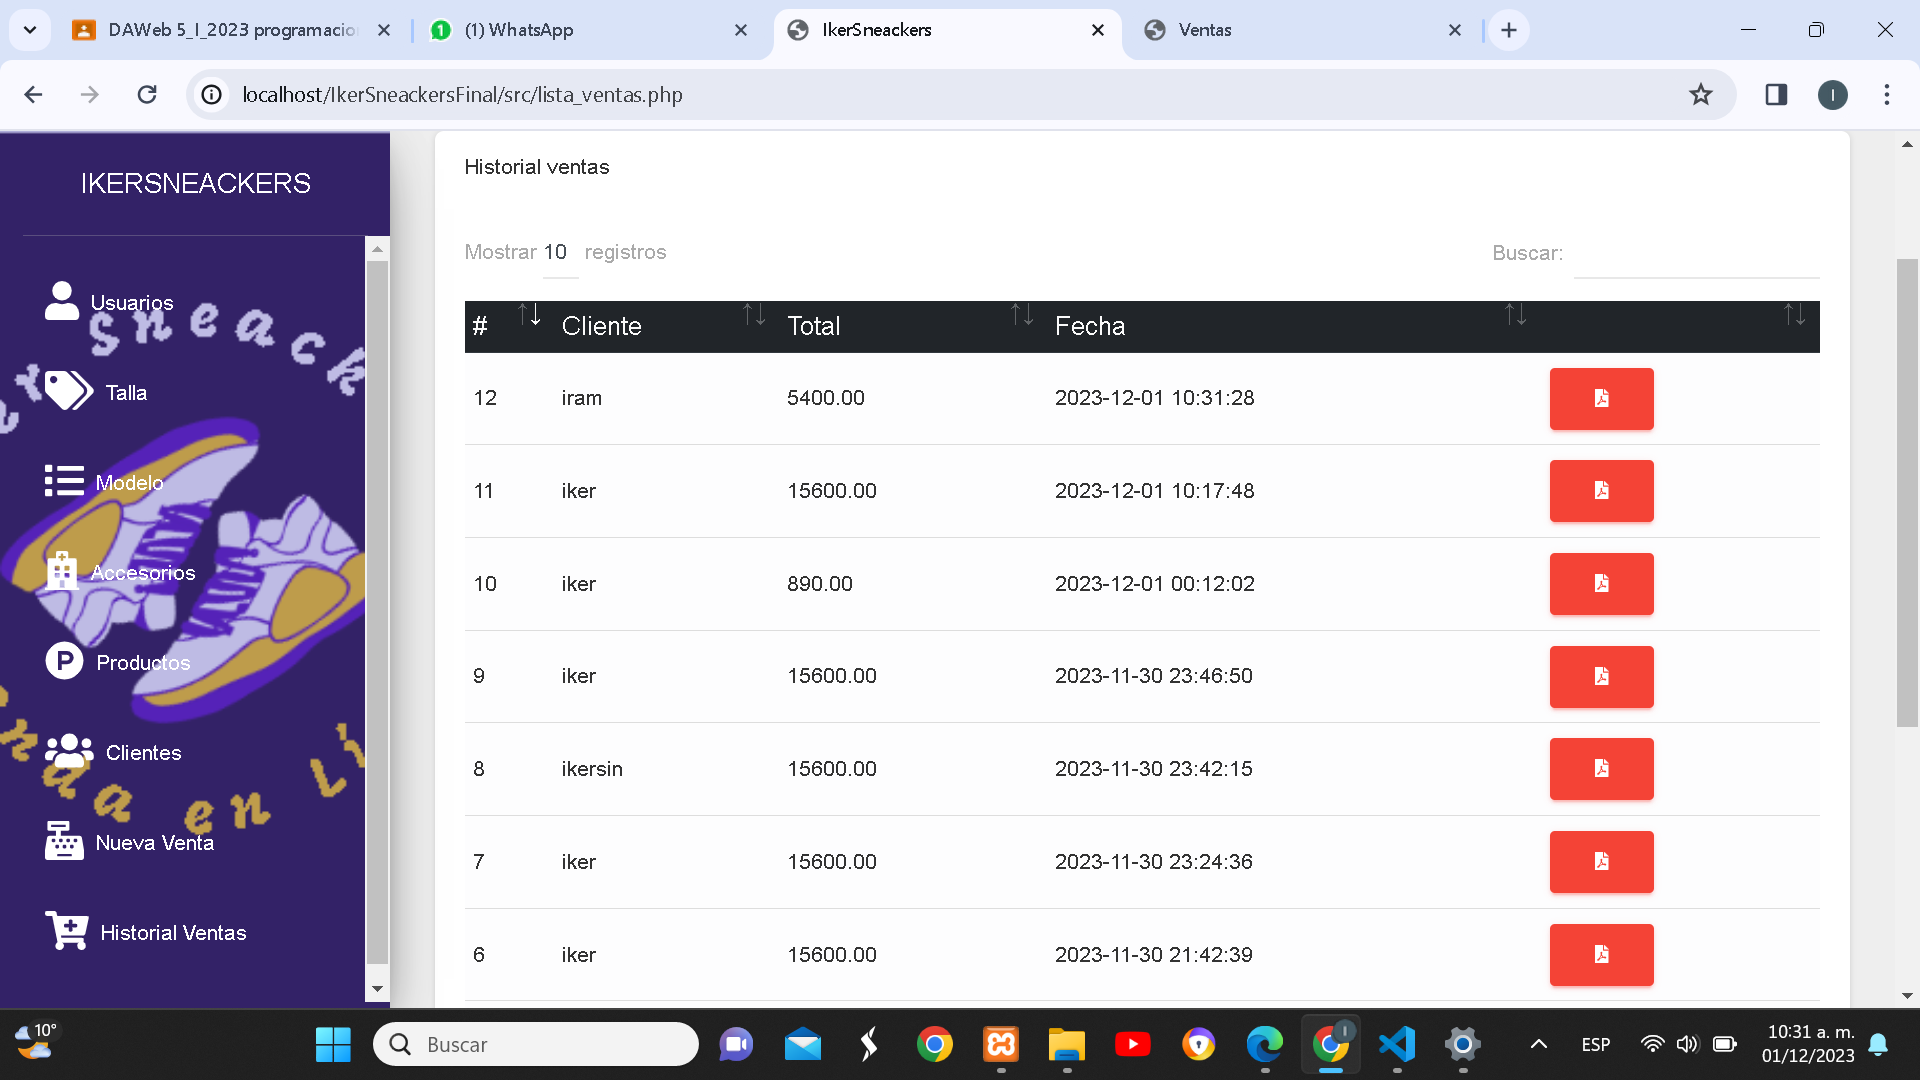 DAWeb 5_I_2023 programacio
(1) WhatsApp
IkerSneackers
Ventas
localhost/IkerSneackersFinal/src/lista_ventas.php
I
IKERSNEACKERS
Usuarios
Sneack
Talla
Modelo
Accesorios
Productos
Clientes
en Li
Nueva Venta
Historial Ventas
Historial ventas
Mostrar 10 registros
Buscar:
# Cliente Total Fecha
12 iram 5400.00 2023-12-01 10:31:28
11 iker 15600.00 2023-12-01 10:17:48
10 iker 890.00 2023-12-01 00:12:02
9 iker 15600.00 2023-11-30 23:46:50
8 ikersin 15600.00 2023-11-30 23:42:15
7 iker 15600.00 2023-11-30 23:24:36
6 iker 15600.00 2023-11-30 21:42:39
10°
Buscar
ESP
10:31 a. m.
01/12/2023